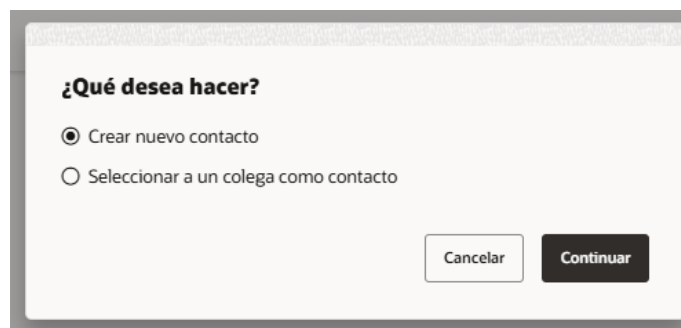 ¿Qué desea hacer?
Crear nuevo contacto
Seleccionar a un colega como contacto
Cancelar
Continuar